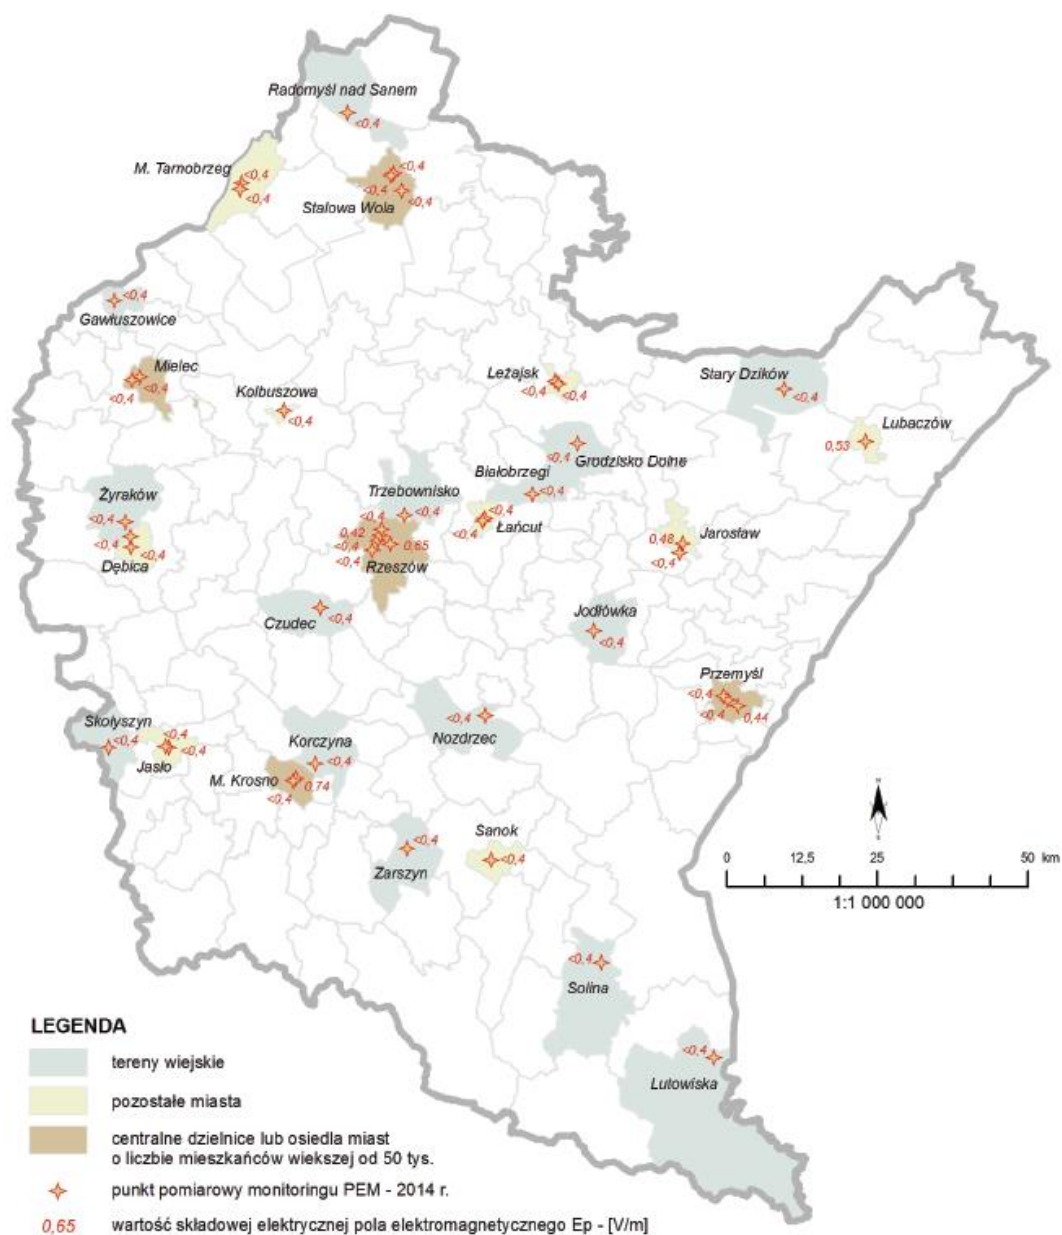 Radomyśl nad Sanem
<0,4
M. Tarnobrzeg
<0,4
<0,4
<0,4
<0,4
<0,4
Stalowa Wola
<0,4
Gawłuszowice
Mielec
<0,4
<0,4
Kolbuszowa
<0,4
Leżajsk
<0,4
<0,4
Stary Dzików
<0,4
Lubaczów
0,53
<0,4
Grodzisko Dolne
Białobrzegi
<0,4
Żyraków
<0,4
<0,4
<0,4
Dębica
Trzebownisko
<0,4
<0,4
0,42
<0,4
0,65
<0,4
Rzeszów
<0,4
<0,4
Łańcut
0,48
Jarosław
<0,4
Czudec
<0,4
Jodłówka
<0,4
Przemyśl
<0,4
<0,4
0,44
Skołyszyn
<0,4
<0,4
<0,4
Jasło
Korczyna
<0,4
M. Krosno
0,74
<0,4
<0,4
Nozdrzec
<0,4
Zarszyn
Sanok
<0,4
<0,4
Solina
<0,4
Lutowiska
N
S
0
12,5
25
50 km
1:1 000 000
LEGENDA
tereny wiejskie
pozostałe miasta
centralne dzielnice lub osiedla miast
o liczbie mieszkańców wiekszej od 50 tys.
punkt pomiarowy monitoringu PEM - 2014 r.
0,65 wartość składowej elektrycznej pola elektromagnetycznego Ep - [V/m]